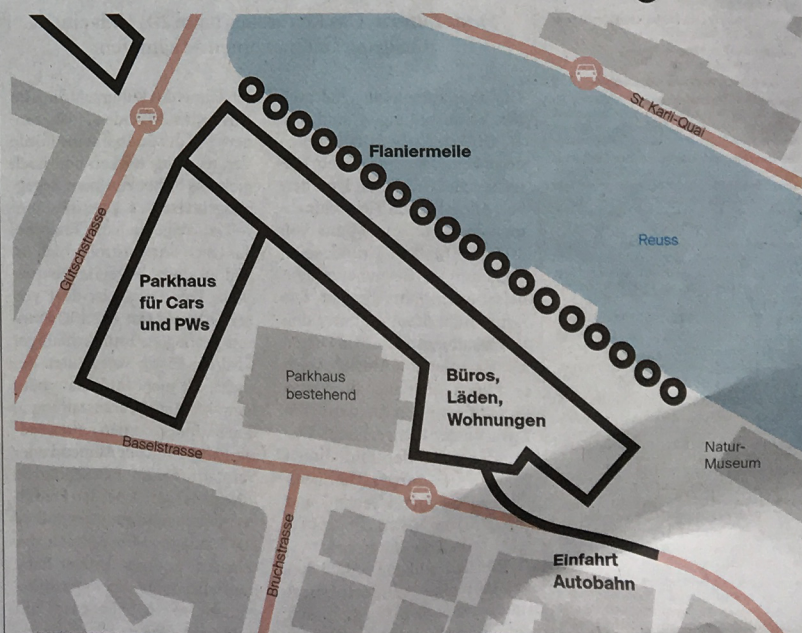 St. Karli-Quai
Flaniermeile
Gütschstrasse
Reuss
Parkhaus
für Cars
und PWs
Parkhaus
bestehend
Büros,
Läden,
Wohnungen
Baselstrasse
Natur-
Museum
Bruchstrasse
Einfahrt
Autobahn